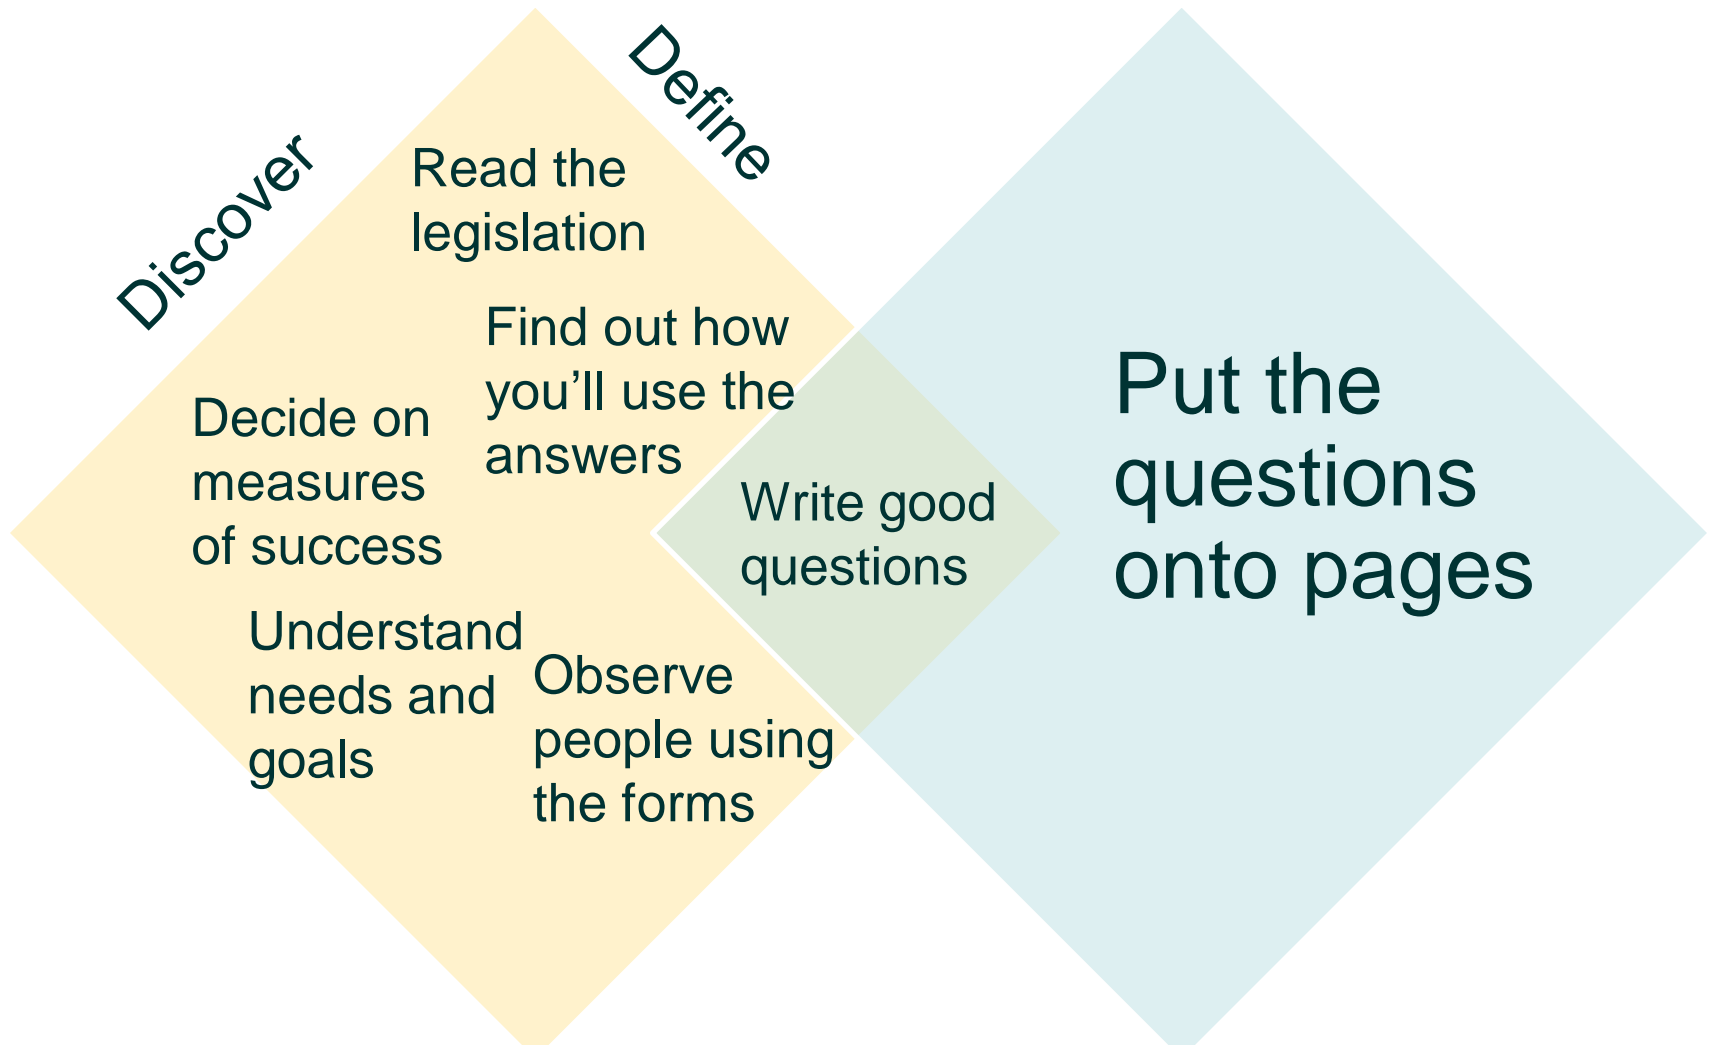 Discover
Define
Read the
legislation
Find out how
you’ll use the
answers
Decide on
measures
of success
Understand
needs and
goals
Observe
people using
the forms
Write good
questions
Put the
questions
onto pages